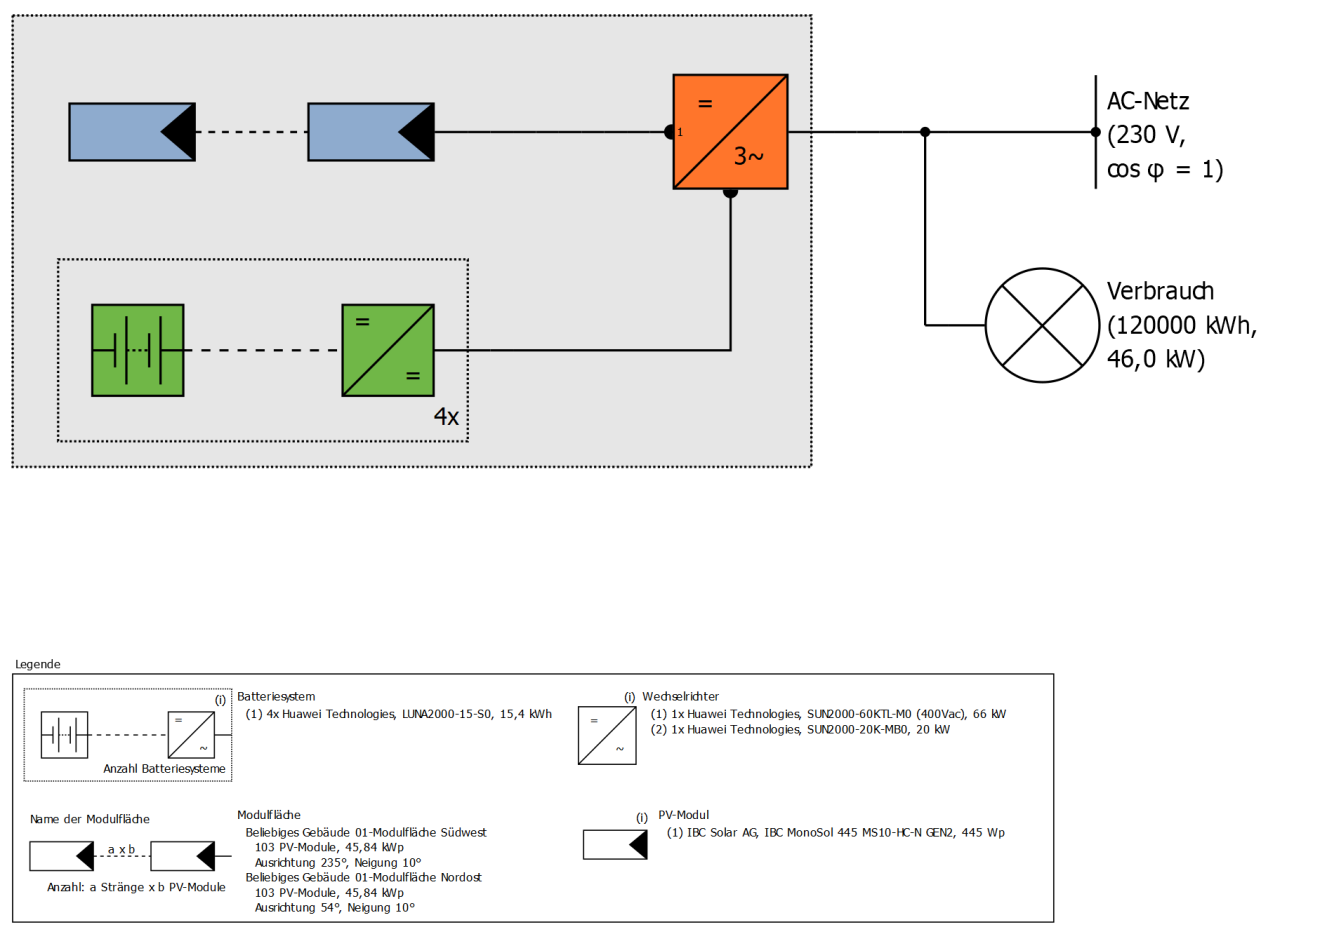 =
1
3~
AC-Netz
(230 V,
cos φ = 1)
=
=
4x
Verbrauch
(120000 kWh,
46,0 kW)
Legende
(i)
Batteriesystem
(1) 4x Huawei Technologies, LUNA2000-15-S0, 15,4 kWh
=
~
Anzahl Batteriesysteme
(i)
Wechselrichter
(1) 1x Huawei Technologies, SUN2000-60KTL-M0 (400Vac), 66 kW
(2) 1x Huawei Technologies, SUN2000-20K-MB0, 20 kW
=
~
Name der Modulfläche
a x b
Anzahl: a Stränge x b PV-Module
Modulfläche
Beliebiges Gebäude 01-Modulfläche Südwest
103 PV-Module, 45,84 kWp
Ausrichtung 235°, Neigung 10°
Beliebiges Gebäude 01-Modulfläche Nordost
103 PV-Module, 45,84 kWp
Ausrichtung 54°, Neigung 10°
(i)
PV-Modul
(1) IBC Solar AG, IBC MonoSol 445 MS10-HC-N GEN2, 445 Wp